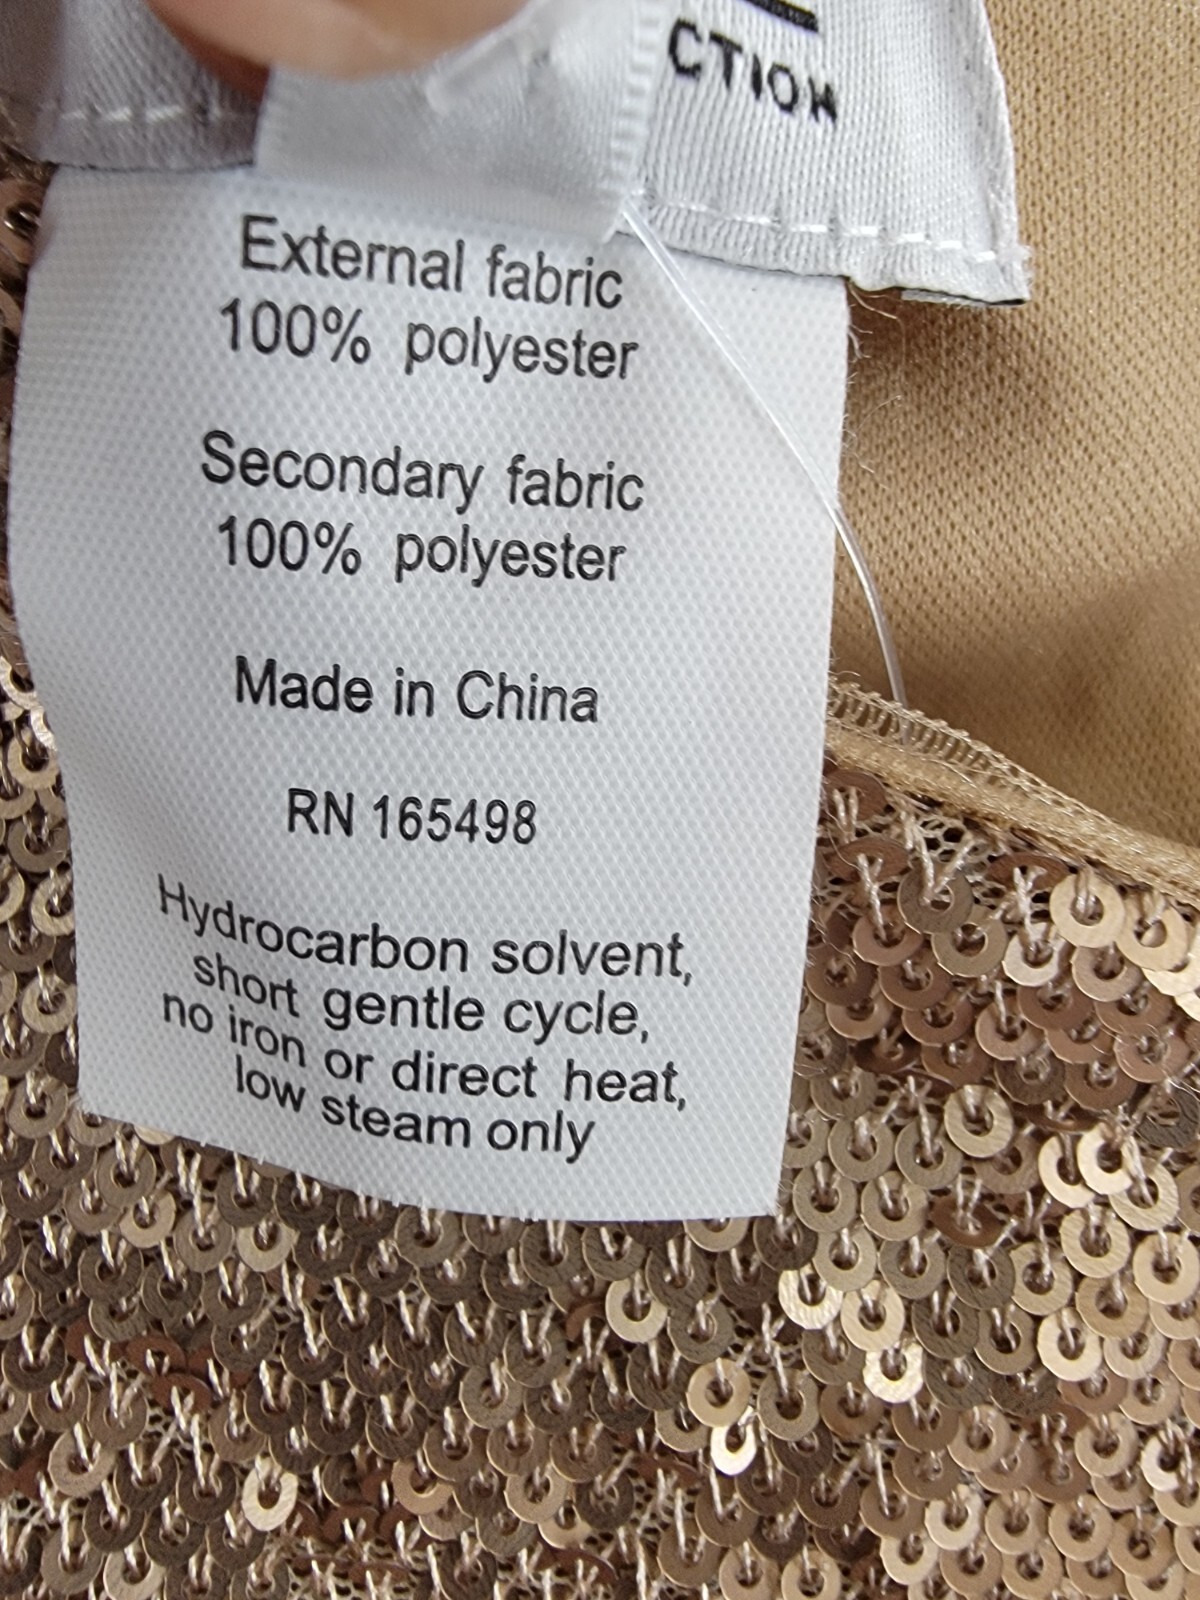 CTION
External fabric
100% polyester
Secondary fabric
100% polyester
Made in China
RN 165498
Hydrocarbon solvent,
short gentle cycle,
no iron or direct heat,
low steam only